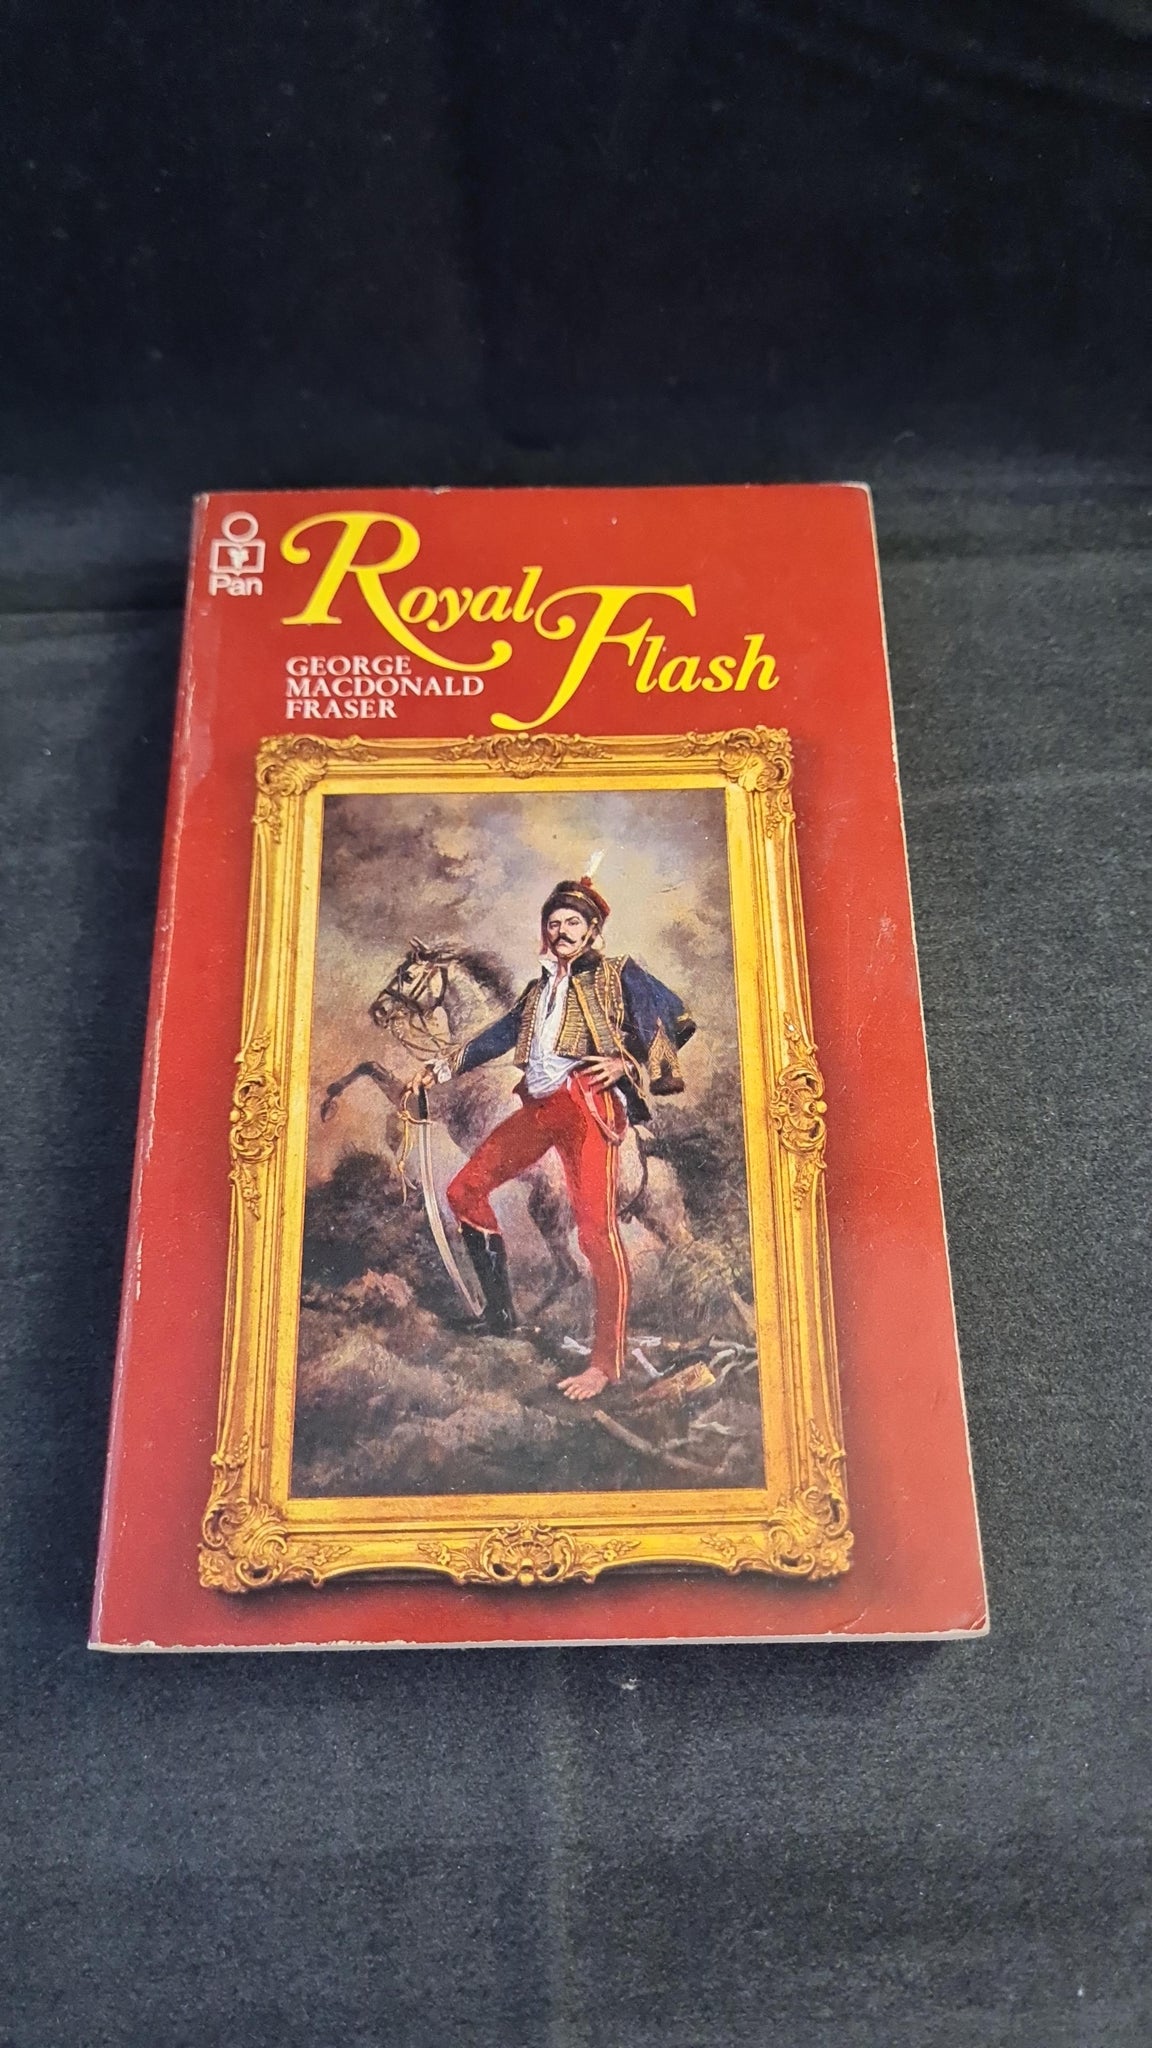 Pan
Royal
Flash
GEORGE
MACDONALD
FRASER